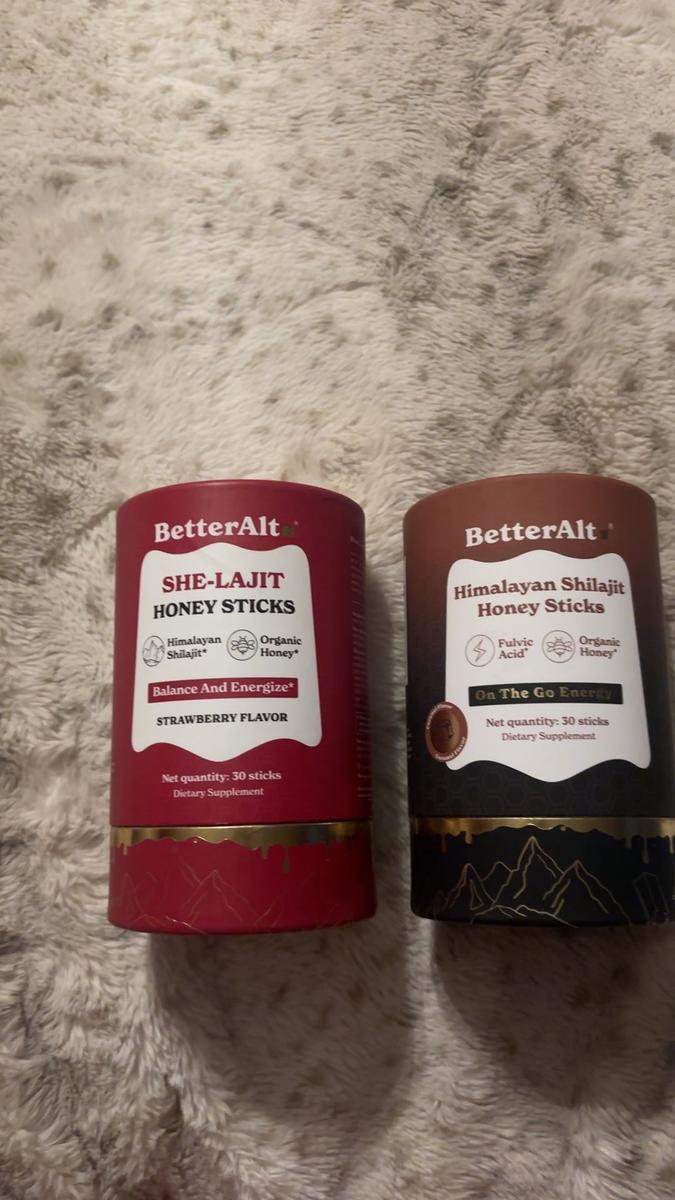 BetterAlt
SHE-LAJIT
HONEY STICKS
Himalayan
Shilajit*
Organic
Honey*
Balance And Energize*
STRAWBERRY FLAVOR
Net quantity: 30 sticks
Dietary Supplement
BetterAlt
Himalayan Shilajit
Honey Sticks
Fulvic
Acid*
Organic
Honey*
On The Go Energy
Net quantity: 30 sticks
Dietary Supplement